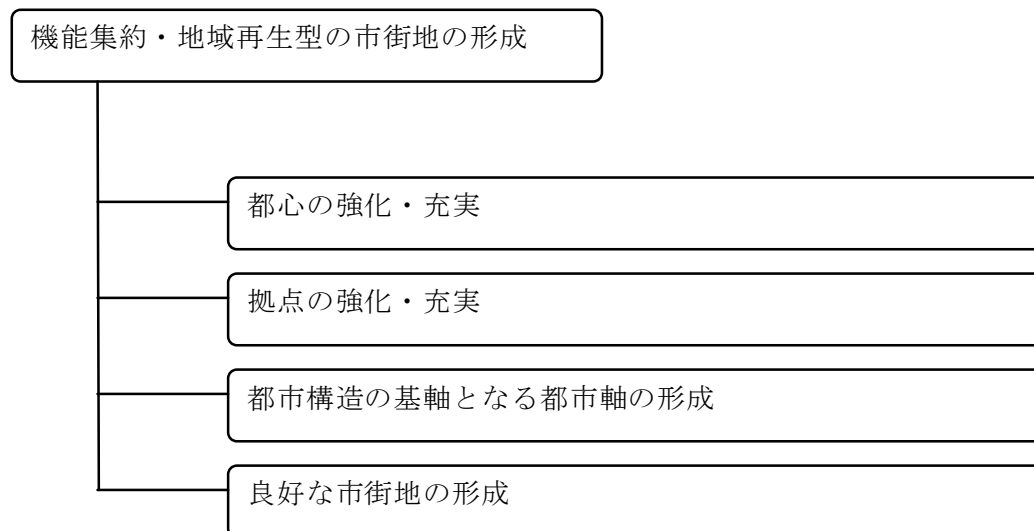 機能集約・地域再生型の市街地の形成
都心の強化・充実
拠点の強化・充実
都市構造の基軸となる都市軸の形成
良好な市街地の形成